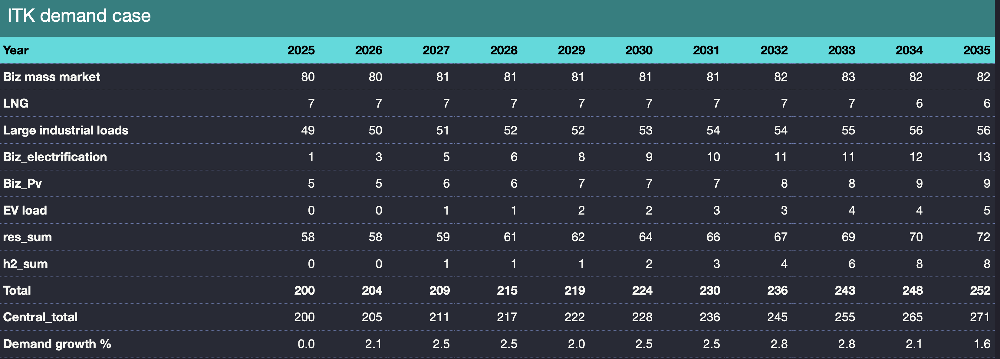 ITK demand case
Year 2025 2026 2027 2028 2029 2030 2031 2032 2033 2034 2035
Biz mass market 80 80 81 81 81 81 81 82 83 82 82
LNG 7 7 7 7 7 7 7 7 7 6 6
Large industrial loads 49 50 51 52 52 53 54 54 55 56 56
Biz_electrification 1 3 5 6 8 9 10 11 11 12 13
Biz_Pv 5 5 6 6 7 7 7 8 8 9 9
EV load 0 0 1 1 2 2 3 3 4 4 5
res_sum 58 58 59 61 62 64 66 67 69 70 72
h2_sum 0 0 1 1 1 2 3 4 6 8 8
Total 200 204 209 215 219 224 230 236 243 248 252
Central_total 200 205 211 217 222 228 236 245 255 265 271
Demand growth % 0.0 2.1 2.5 2.5 2.0 2.5 2.5 2.8 2.8 2.1 1.6